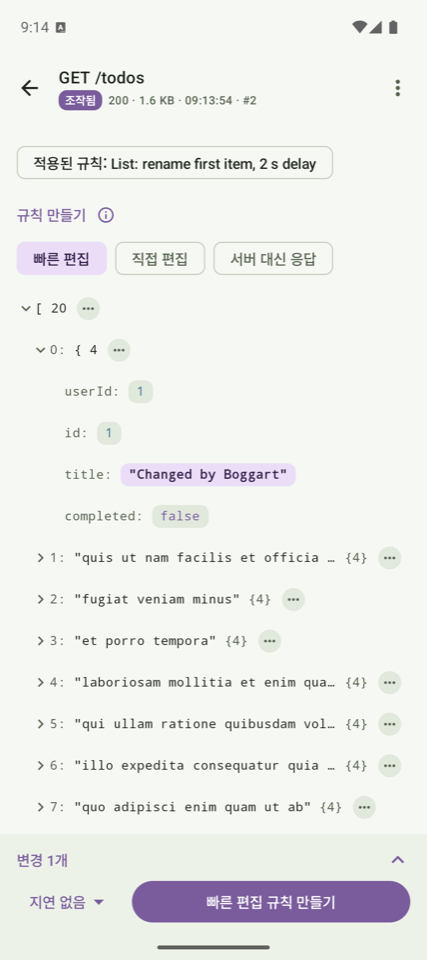 9:14 A
GET /todos
조작됨 200 · 1.6 KB · 09:13:54 · #2
적용된 규칙: List: rename first item, 2 s delay
규칙 만들기
빠른 편집 직접 편집 서버 대신 응답
[ 20
0: { 4
userId: 1
id: 1
title: "Changed by Boggart"
completed: false
1: "quis ut nam facilis et officia … {4}
2: "fugiat veniam minus" {4}
3: "et porro tempora" {4}
4: "laboriosam mollitia et enim qua… {4}
5: "qui ullam ratione quibusdam vol… {4}
6: "illo expedita consequatur quia … {4}
7: "quo adipisci enim quam ut ab" {4}
변경 1개
지연 없음 빠른 편집 규칙 만들기